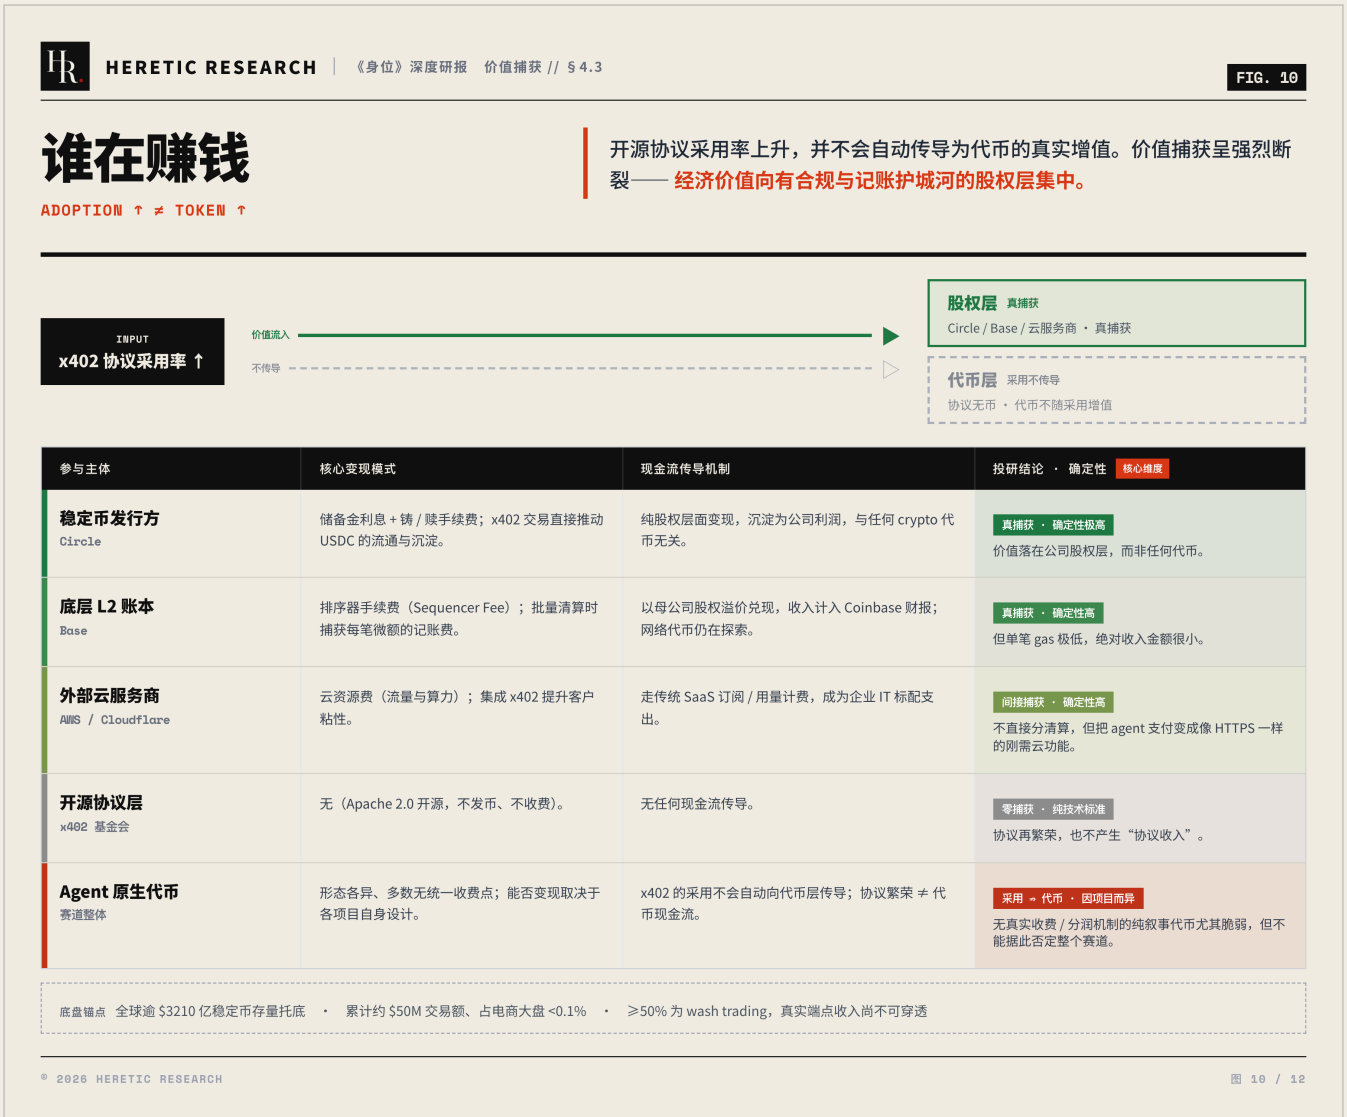 HR.
HERETIC RESEARCH
《身位》深度研报 价值捕获 // § 4.3
FIG. 10
谁在赚钱
ADOPTION ↑ ≠ TOKEN ↑
开源协议采用率上升，并不会自动传导为代币的真实增值。价值捕获呈强烈断
裂—— 经济价值向有合规与记账护城河的股权层集中。
INPUT
x402 协议采用率 ↑
价值流入
不传导
股权层 真捕获
Circle / Base / 云服务商 · 真捕获
代币层 采用不传导
协议无币 · 代币不随采用增值
参与主体 核心变现模式 现金流传导机制 投研结论 · 确定性 核心维度
稳定币发行方
Circle
储备金利息 + 铸 / 赎手续费；x402 交易直接推动
USDC 的流通与沉淀。
纯股权层面变现，沉淀为公司利润，与任何 crypto 代
币无关。
真捕获 · 确定性极高
价值落在公司股权层，而非任何代币。
底层 L2 账本
Base
排序器手续费（Sequencer Fee）；批量清算时
捕获每笔微额的记账费。
以母公司股权溢价兑现，收入计入 Coinbase 财报；
网络代币仍在探索。
真捕获 · 确定性高
但单笔 gas 极低，绝对收入金额很小。
外部云服务商
AWS / Cloudflare
云资源费（流量与算力）；集成 x402 提升客户
粘性。
走传统 SaaS 订阅 / 用量计费，成为企业 IT 标配支
出。
间接捕获 · 确定性高
不直接分清算，但把 agent 支付变成像 HTTPS 一样
的刚需云功能。
开源协议层
x402 基金会
无（Apache 2.0 开源，不发币、不收费）。
无任何现金流传导。
零捕获 · 纯技术标准
协议再繁荣，也不产生“协议收入”。
Agent 原生代币
赛道整体
形态各异、多数无统一收费点；能否变现取决于
各项目自身设计。
x402 的采用不会自动向代币层传导；协议繁荣 ≠ 代
币现金流。
采用 ⇏ 代币 · 因项目而异
无真实收费 / 分润机制的纯叙事代币尤其脆弱，但不
能据此否定整个赛道。
底盘锚点 全球逾 $3210 亿稳定币存量托底 · 累计约 $50M 交易额、占电商大盘 <0.1% · ≥50% 为 wash trading，真实端点收入尚不可穿透
© 2026 HERETIC RESEARCH
图 10 / 12